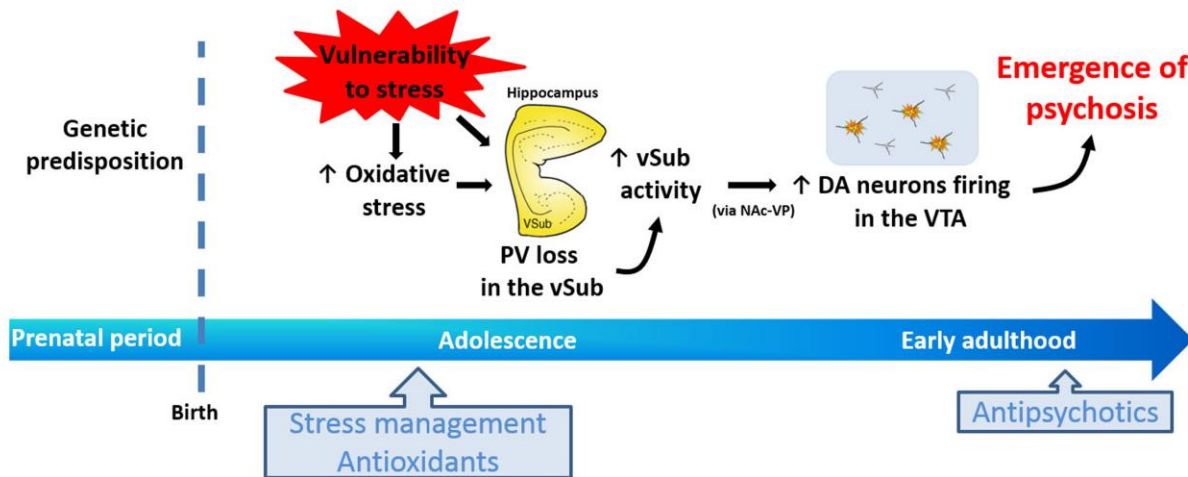 Vulnerability
to stress
Genetic
predisposition
↑ Oxidative
stress
Hippocampus
VSub
PV loss
in the vSub
↑ vSub
activity
(via NAc-VP)
↑ DA neurons firing
in the VTA
Emergence of
psychosis
Prenatal period
Adolescence
Early adulthood
Birth
Stress management
Antioxidants
Antipsychotics